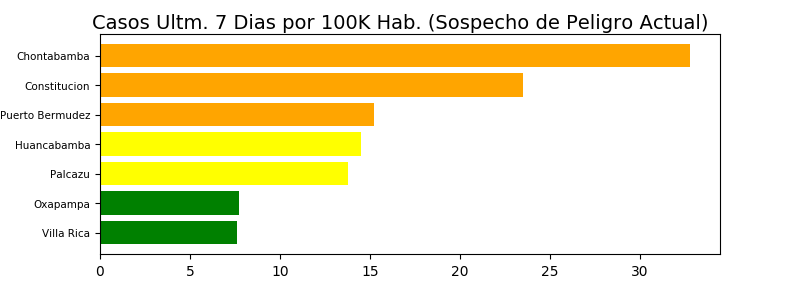 Casos Ultm. 7 Dias por 100K Hab. (Sospecho de Peligro Actual)
Chontabamba
Constitucion
Puerto Bermudez
Huancabamba
Palcazu
Oxapampa
Villa Rica
0 5 10 15 20 25 30